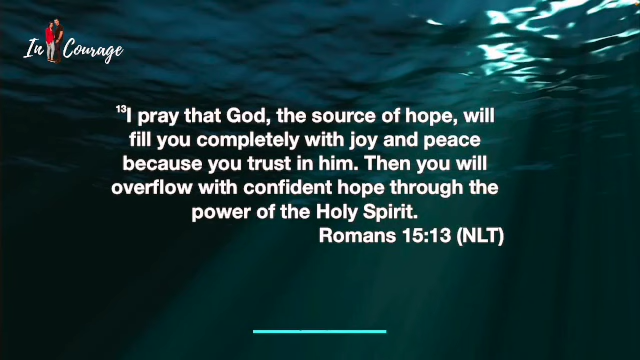 In Courage
¹³I pray that God, the source of hope, will
fill you completely with joy and peace
because you trust in him. Then you will
overflow with confident hope through the
power of the Holy Spirit.
Romans 15:13 (NLT)